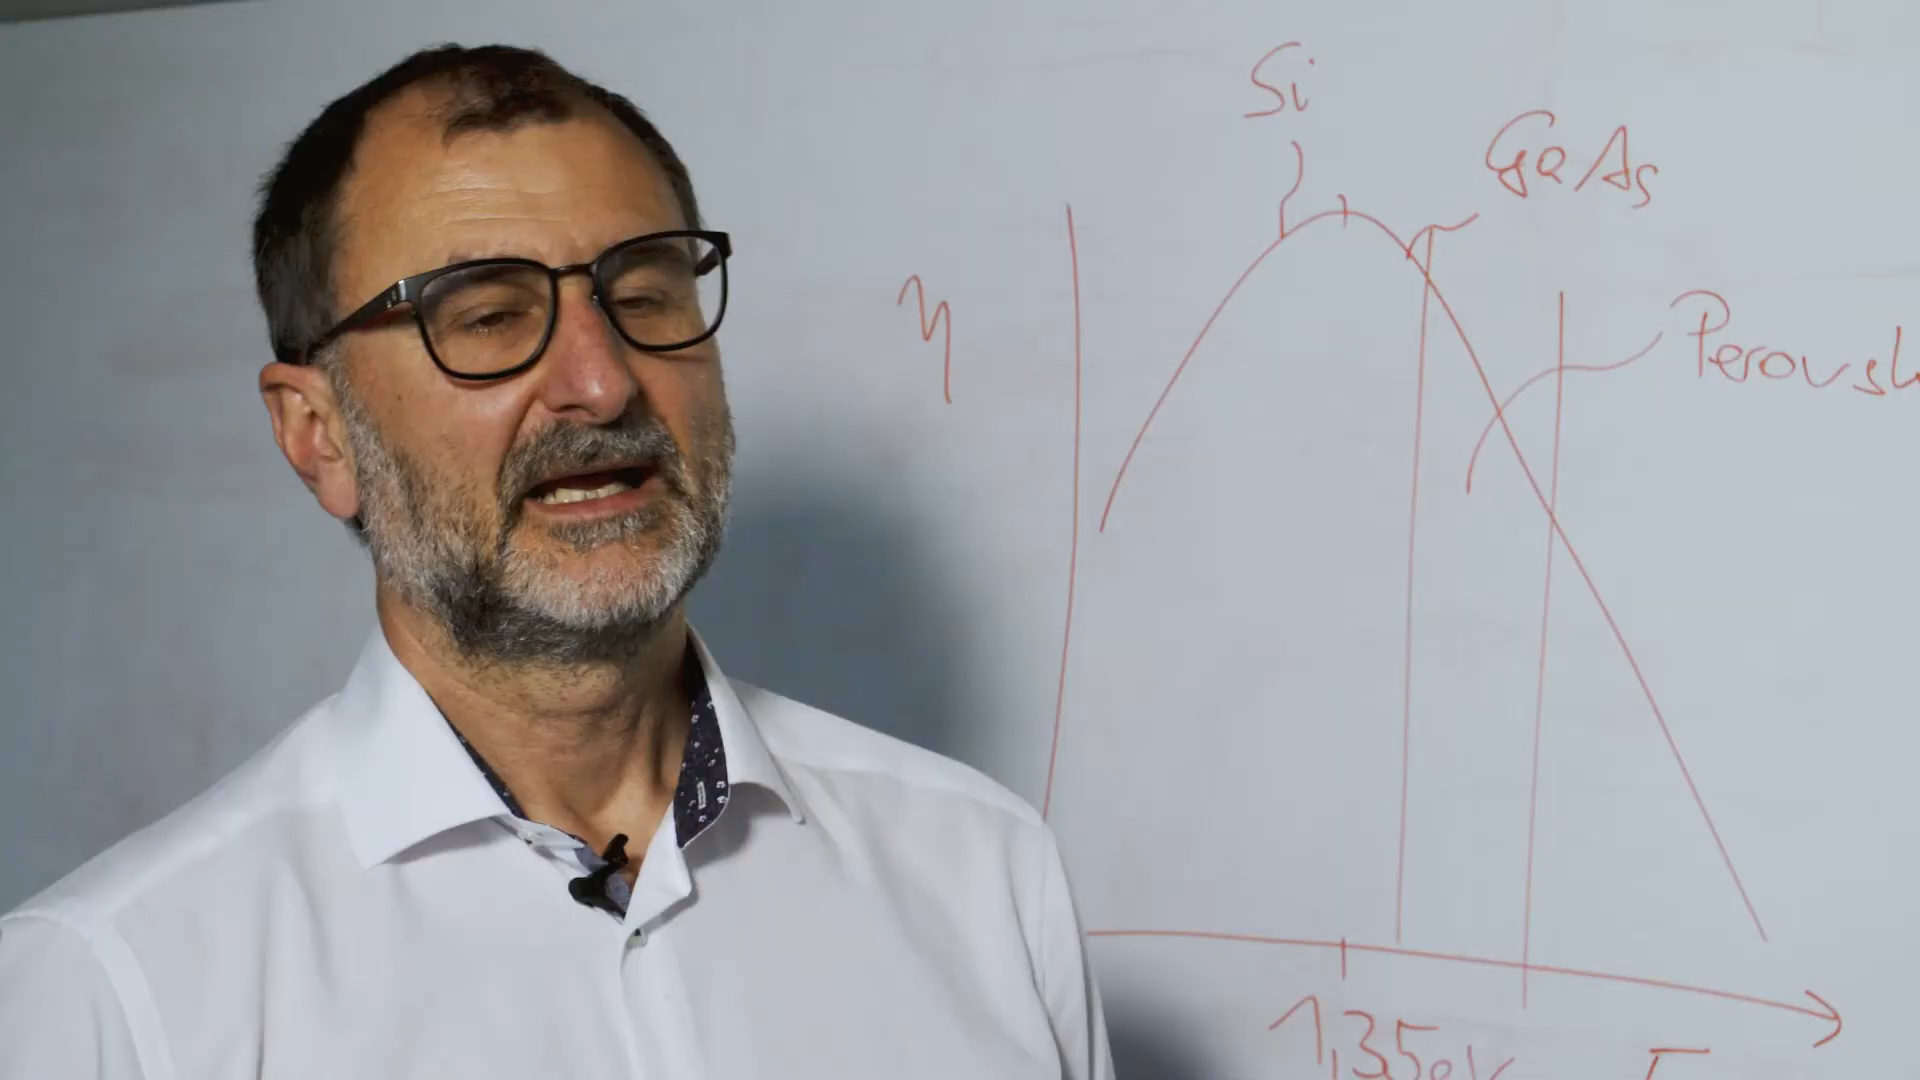 Si
GaAs
η
Perovsk
1,35eV
E